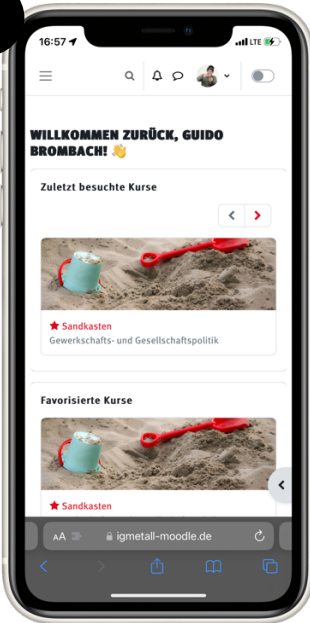 16:57
LTE
WILLKOMMEN ZURÜCK, GUIDO
BROMBACH! 👋
Zuletzt besuchte Kurse
Sandkasten
Gewerkschafts- und Gesellschaftspolitik
Favorisierte Kurse
Sandkasten
AA
igmetall-moodle.de